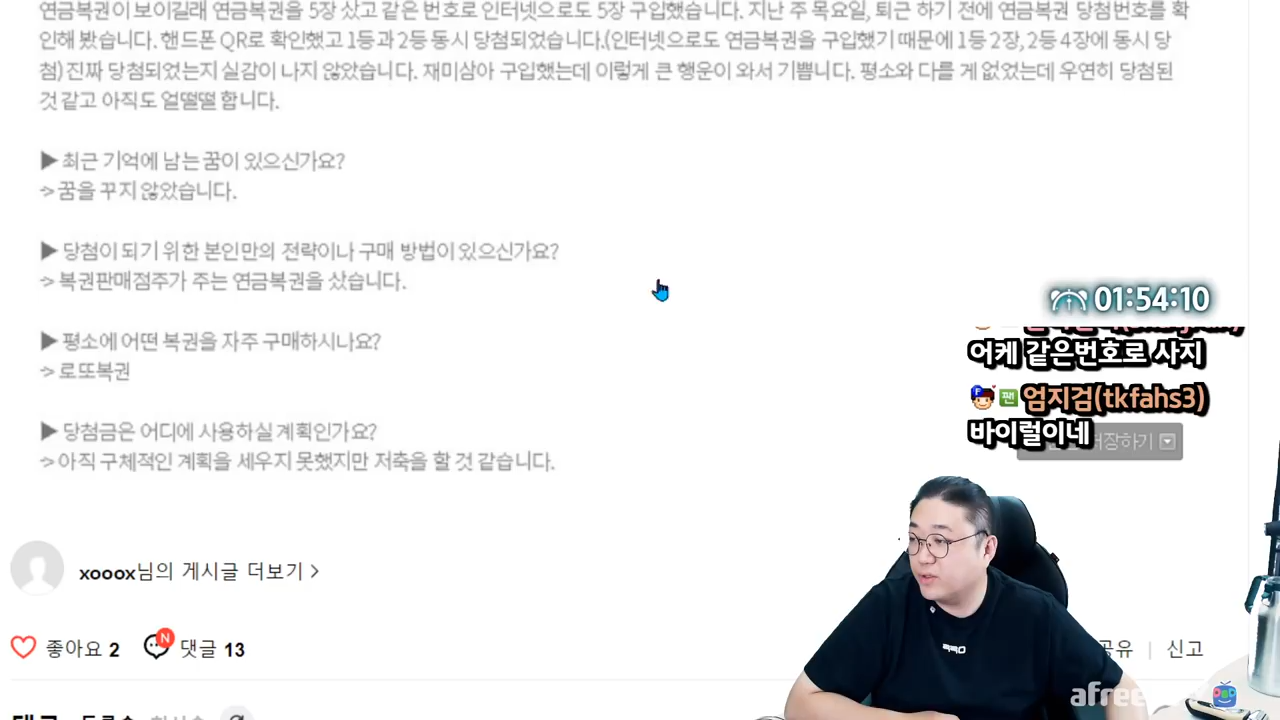 연금복권이 보이길래 연금복권을 5장 샀고 같은 번호로 인터넷으로도 5장 구입했습니다. 지난 주 목요일, 퇴근 하기 전에 연금복권 당첨번호를 확
인해 봤습니다. 핸드폰 QR로 확인했고 1등과 2등 동시 당첨되었습니다.(인터넷으로도 연금복권을 구입했기 때문에 1등 2장, 2등 4장에 동시 당
첨) 진짜 당첨되었는지 실감이 나지 않았습니다. 재미삼아 구입했는데 이렇게 큰 행운이 와서 기쁩니다. 평소와 다를 게 없었는데 우연히 당첨된
것 같고 아직도 얼떨떨 합니다.
▶ 최근 기억에 남는 꿈이 있으신가요?
-> 꿈을 꾸지 않았습니다.
▶ 당첨이 되기 위한 본인만의 전략이나 구매 방법이 있으신가요?
-> 복권판매점주가 주는 연금복권을 샀습니다.
01:54:10
▶ 평소에 어떤 복권을 자주 구매하시나요?
-> 로또복권
어케 같은번호로 사지
팬 엄지검(tkfahs3)
바이럴이네
저장하기
▶ 당첨금은 어디에 사용하실 계획인가요?
-> 아직 구체적인 계획을 세우지 못했지만 저축을 할 것 같습니다.
xooox님의 게시글 더보기 >
좋아요 2 N 댓글 13
공유 | 신고
afree